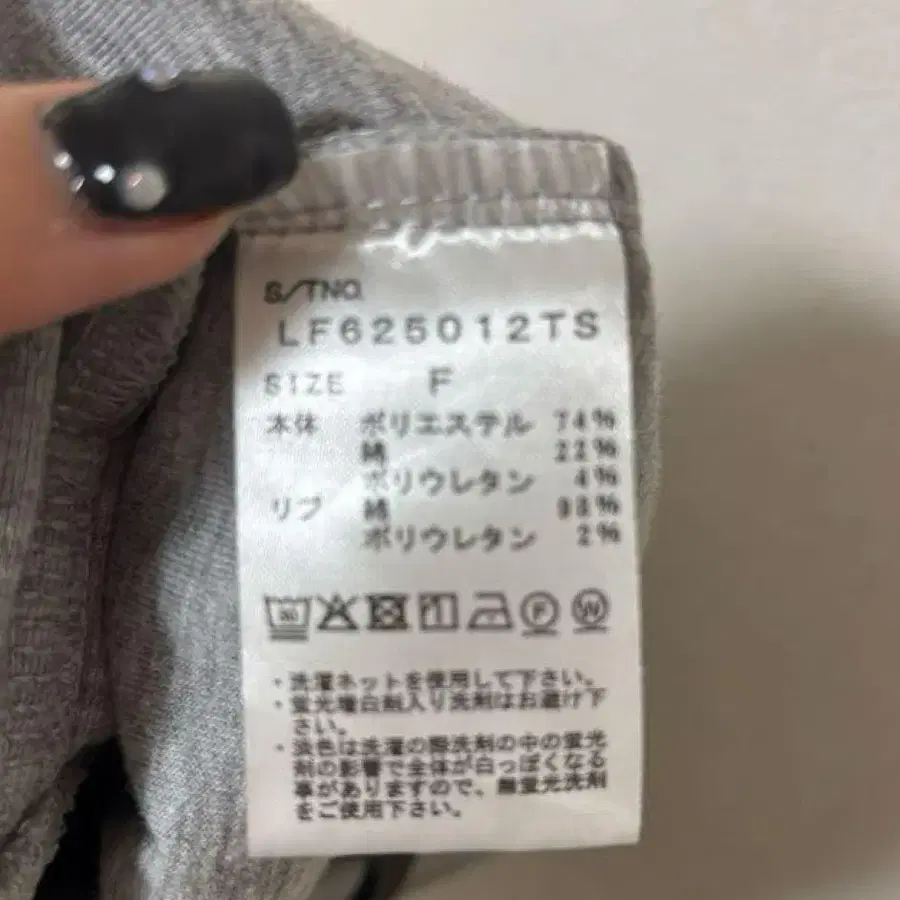 S/TNO.
LF625012TS
SIZE F
本体 ポリエステル 74%
綿 22%
ポリウレタン 4%
リブ 綿 98%
ポリウレタン 2%
・洗濯ネットを使用して下さい。
・蛍光増白剤入り洗剤はお避け下
さい。
・淡色は洗濯の際洗剤の中の蛍光
剤の影響で全体が白っぽくなる
事がありますので、無蛍光洗剤
をご使用下さい。